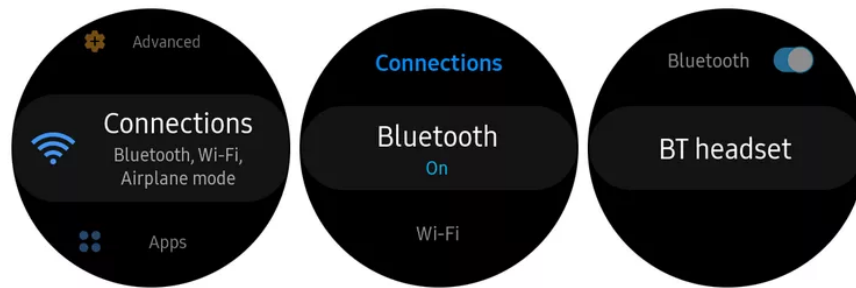 Advanced
Connections
Bluetooth, Wi-Fi,
Airplane mode
Apps
Connections
Bluetooth
On
Wi-Fi
Bluetooth
BT headset